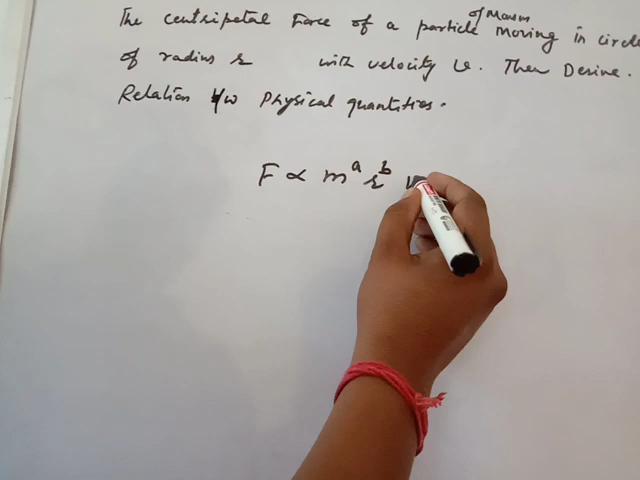 of Mass m
The centripetal Force of a particle moving in circle
of radius r with velocity v. Then Derive.
Relation b/w Physical quantities.
F ∝ m^a r^b v